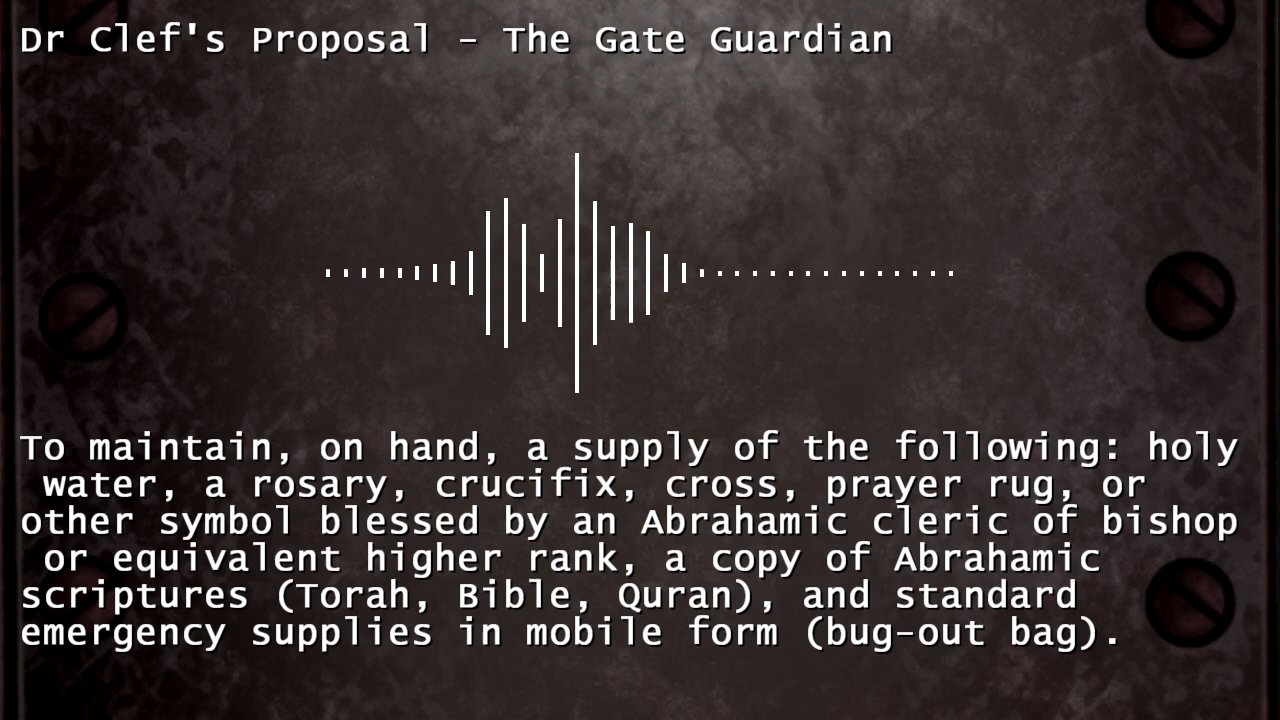 Dr Clef's Proposal - The Gate Guardian
To maintain, on hand, a supply of the following: holy
water, a rosary, crucifix, cross, prayer rug, or
other symbol blessed by an Abrahamic cleric of bishop
or equivalent higher rank, a copy of Abrahamic
scriptures (Torah, Bible, Quran), and standard
emergency supplies in mobile form (bug-out bag).